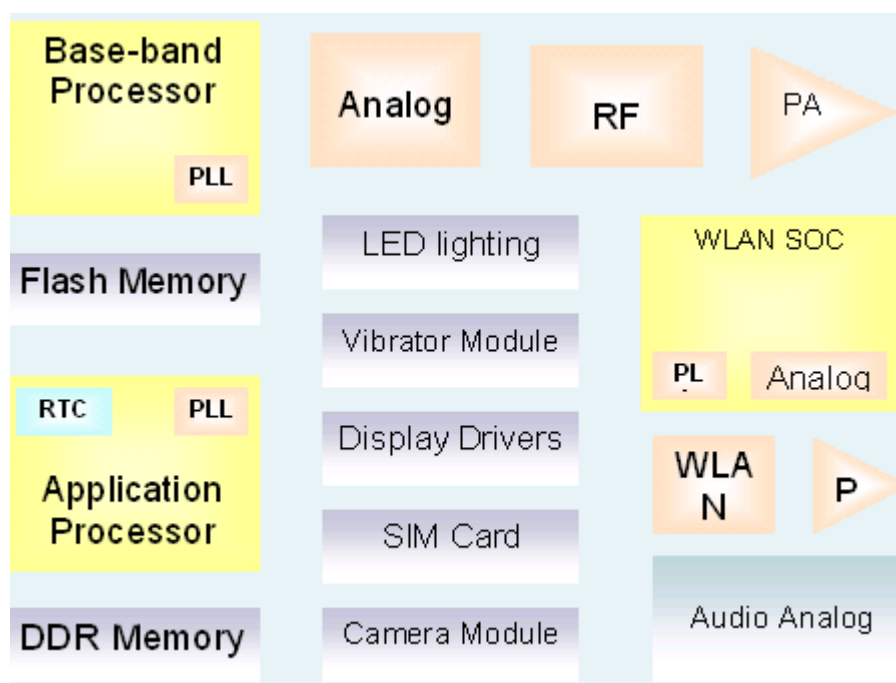 Base-band
Processor
PLL
Analog
RF
PA
Flash Memory
LED lighting
WLAN SOC
Vibrator Module
PL
Analog
RTC
PLL
Application
Processor
Display Drivers
WLA
N
P
SIM Card
DDR Memory
Camera Module
Audio Analog